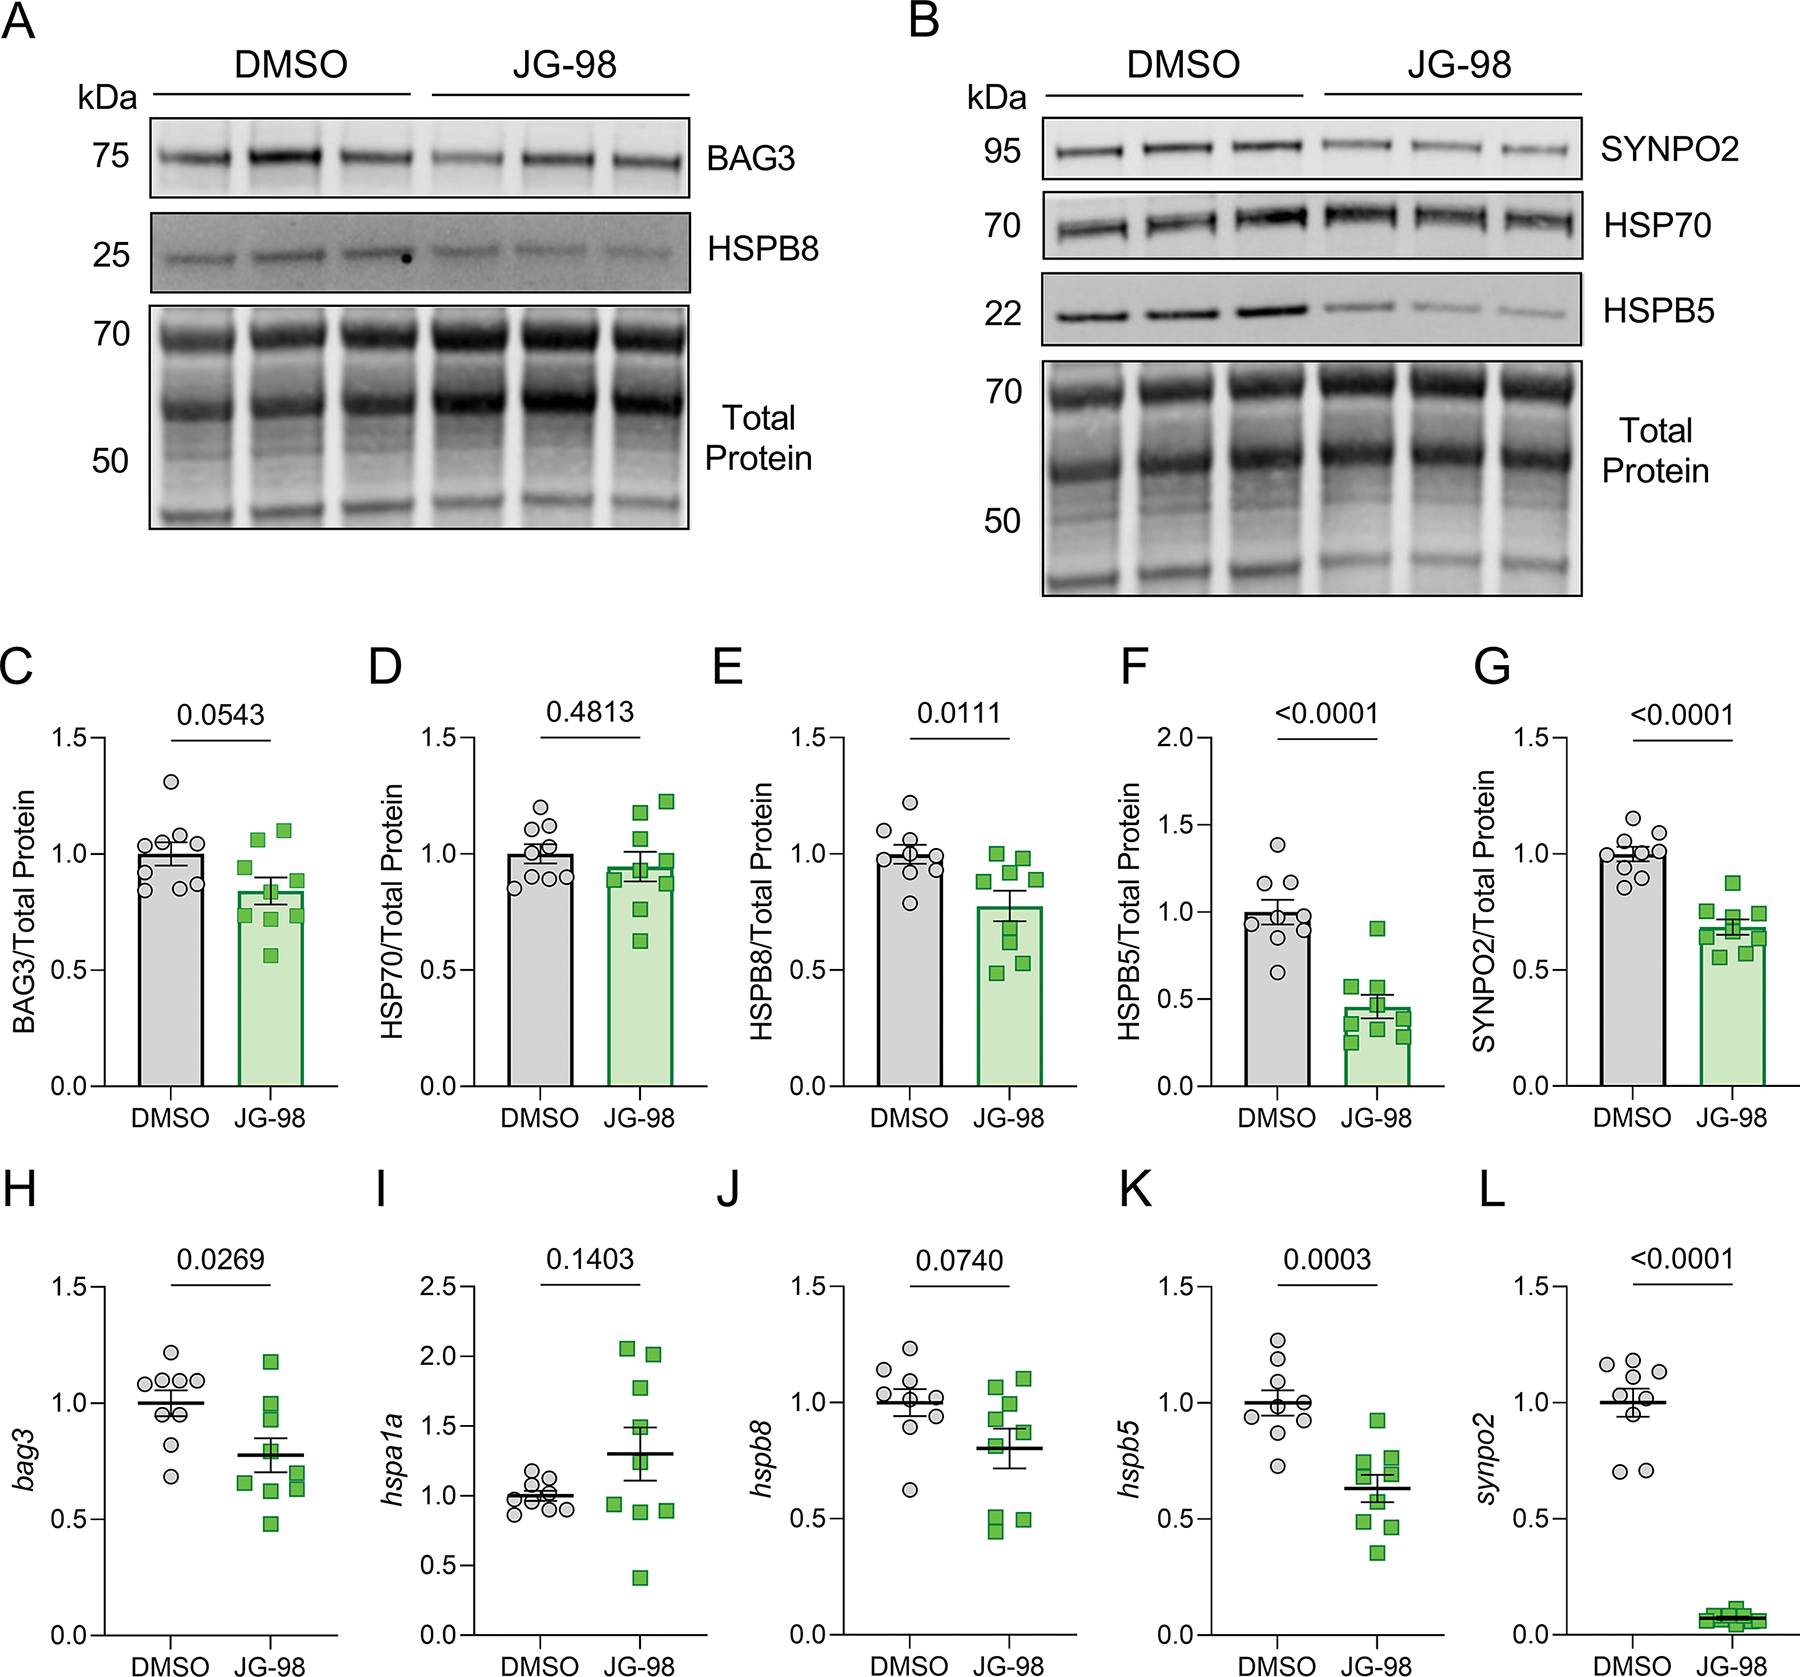 A
DMSO JG-98
kDa
75 BAG3
25 HSPB8
70
Total
Protein
50
B
DMSO JG-98
kDa
95 SYNPO2
70 HSP70
22 HSPB5
70
Total
Protein
50
C
0.0543
BAG3/Total Protein
1.5
1.0
0.5
0.0
DMSO JG-98
D
0.4813
HSP70/Total Protein
1.5
1.0
0.5
0.0
DMSO JG-98
E
0.0111
HSPB8/Total Protein
1.5
1.0
0.5
0.0
DMSO JG-98
F
<0.0001
HSPB5/Total Protein
2.0
1.5
1.0
0.5
0.0
DMSO JG-98
G
<0.0001
SYNPO2/Total Protein
1.5
1.0
0.5
0.0
DMSO JG-98
H
0.0269
bag3
1.5
1.0
0.5
0.0
DMSO JG-98
I
0.1403
hspa1a
2.5
2.0
1.5
1.0
0.5
0.0
DMSO JG-98
J
0.0740
hspb8
1.5
1.0
0.5
0.0
DMSO JG-98
K
0.0003
hspb5
1.5
1.0
0.5
0.0
DMSO JG-98
L
<0.0001
synpo2
1.5
1.0
0.5
0.0
DMSO JG-98